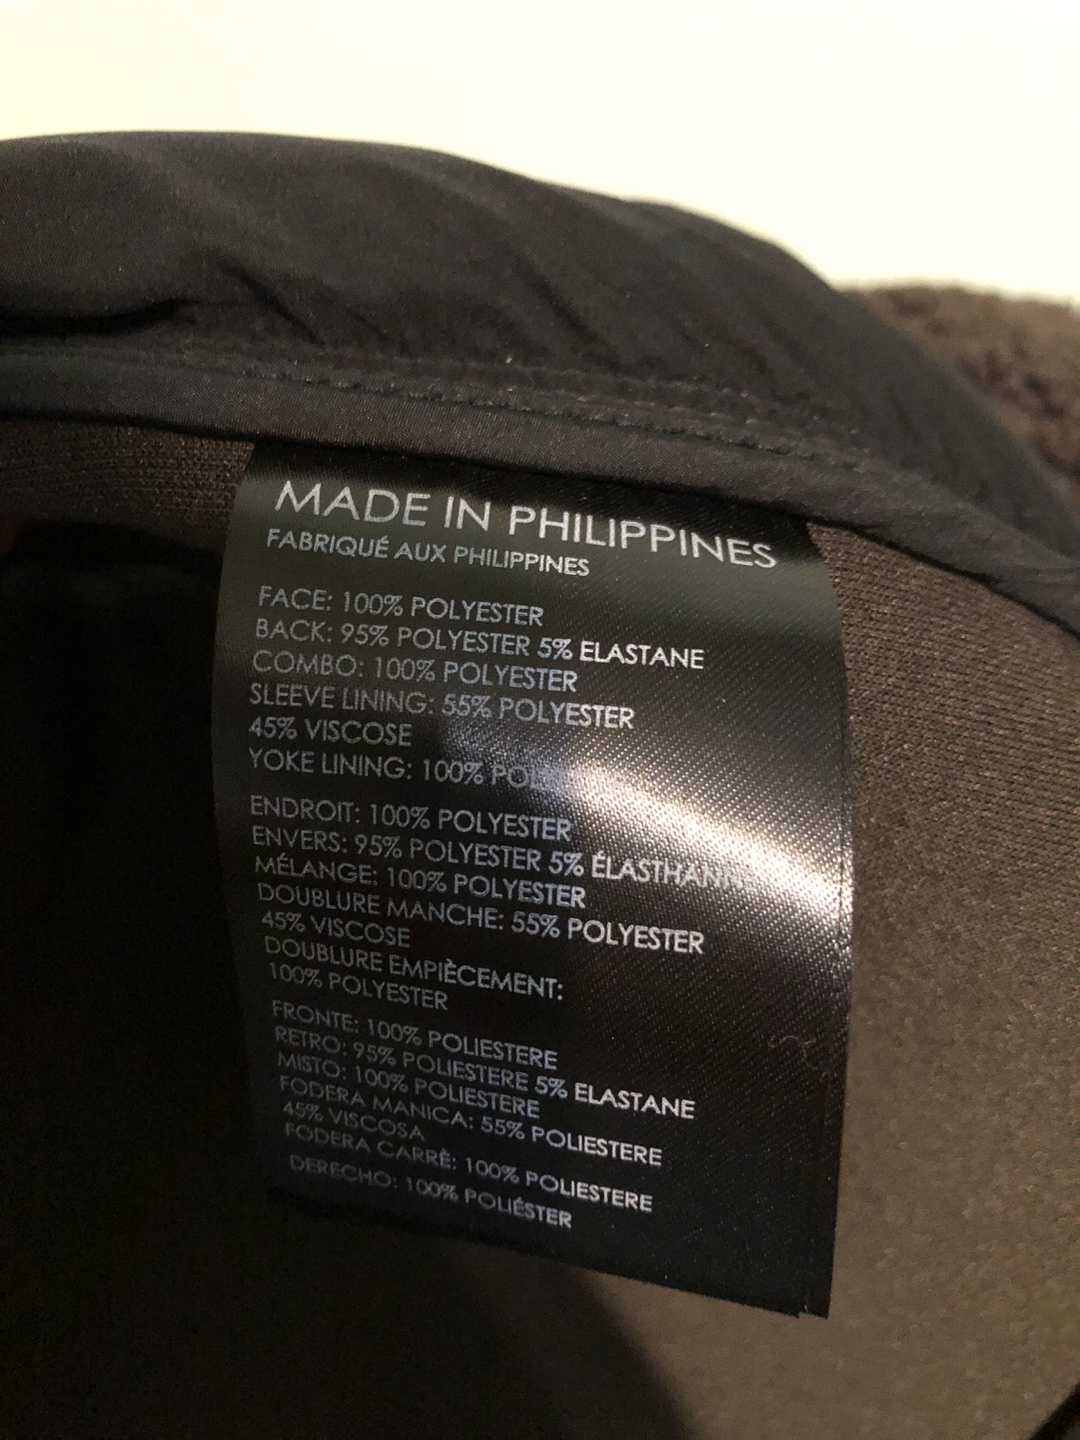 MADE IN PHILIPPINES
FABRIQUÉ AUX PHILIPPINES
FACE: 100% POLYESTER
BACK: 95% POLYESTER 5% ELASTANE
COMBO: 100% POLYESTER
SLEEVE LINING: 55% POLYESTER
45% VISCOSE
YOKE LINING: 100%
ENDROIT: 100% POLYESTER
ENVERS: 95% POLYESTER 5% ÉLASTHANNE
MÉLANGE: 100% POLYESTER
DOUBLURE MANCHE: 55% POLYESTER
45% VISCOSE
DOUBLURE EMPIÈCEMENT:
100% POLYESTER
FRONTE: 100% POLIESTERE
RETRO: 95% POLIESTERE 5% ELASTANE
MISTO: 100% POLIESTERE
FODERA MANICA: 55% POLIESTERE
45% VISCOSA
FODERA CARRÈ: 100% POLIESTERE
DERECHO: 100% POLIÉSTER